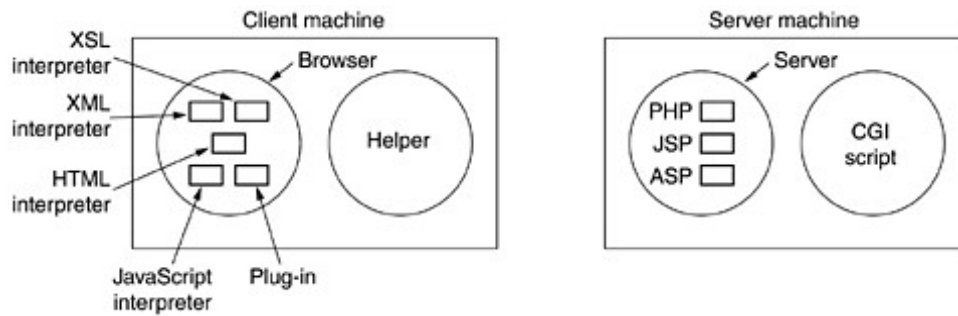 Client machine
Server machine
XSL
interpreter
Browser
Server
XML
interpreter
PHP
JSP
ASP
Helper
CGI
script
HTML
interpreter
JavaScript
interpreter
Plug-in